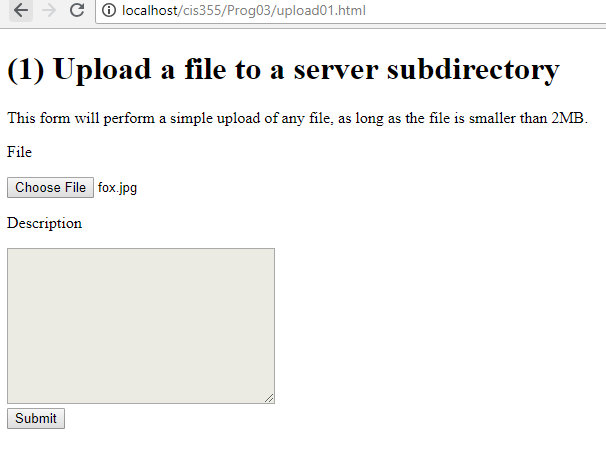 localhost/cis355/Prog03/upload01.html
(1) Upload a file to a server subdirectory
This form will perform a simple upload of any file, as long as the file is smaller than 2MB.
File
Choose File fox.jpg
Description
Submit